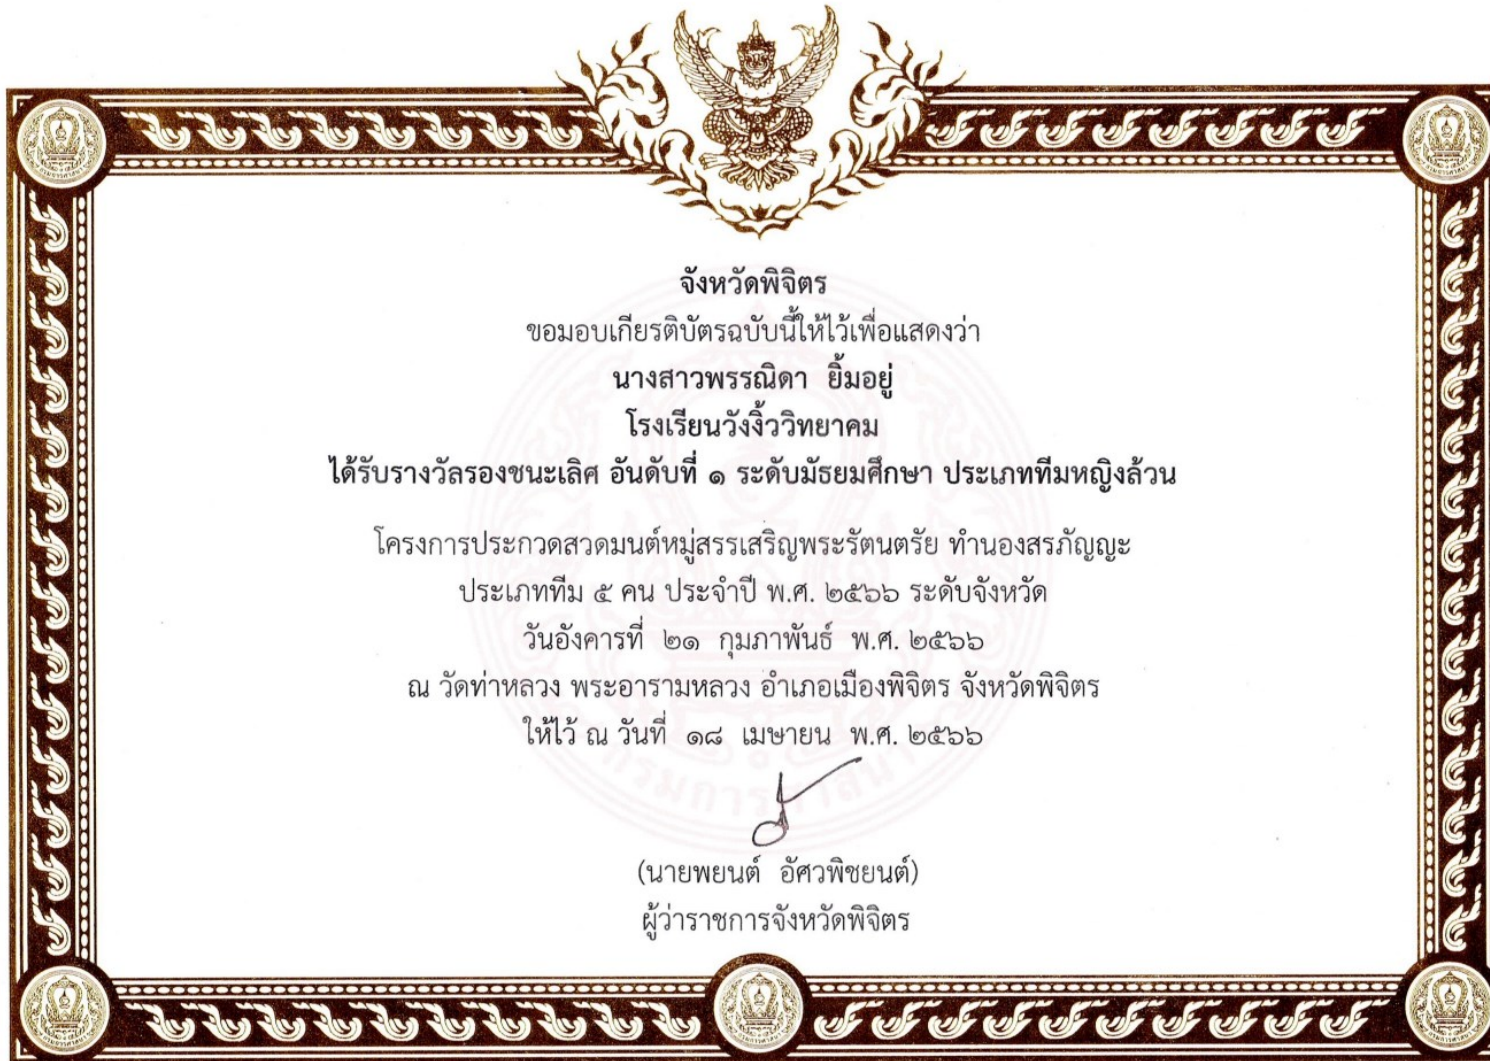 จังหวัดพิจิตร
ขอมอบเกียรติบัตรฉบับนี้ให้ไว้เพื่อแสดงว่า
นางสาวพรรณิดา ยิ้มอยู่
โรงเรียนวังงิ้ววิทยาคม
ได้รับรางวัลรองชนะเลิศ อันดับที่ ๑ ระดับมัธยมศึกษา ประเภททีมหญิงล้วน
โครงการประกวดสวดมนต์หมู่สรรเสริญพระรัตนตรัย ทำนองสรภัญญะ
ประเภททีม ๕ คน ประจำปี พ.ศ. ๒๕๖๖ ระดับจังหวัด
วันอังคารที่ ๒๑ กุมภาพันธ์ พ.ศ. ๒๕๖๖
ณ วัดท่าหลวง พระอารามหลวง อำเภอเมืองพิจิตร จังหวัดพิจิตร
ให้ไว้ ณ วันที่ ๑๘ เมษายน พ.ศ. ๒๕๖๖
กรมการศาสนา
(นายพยนต์ อัศวพิชยนต์)
ผู้ว่าราชการจังหวัดพิจิตร